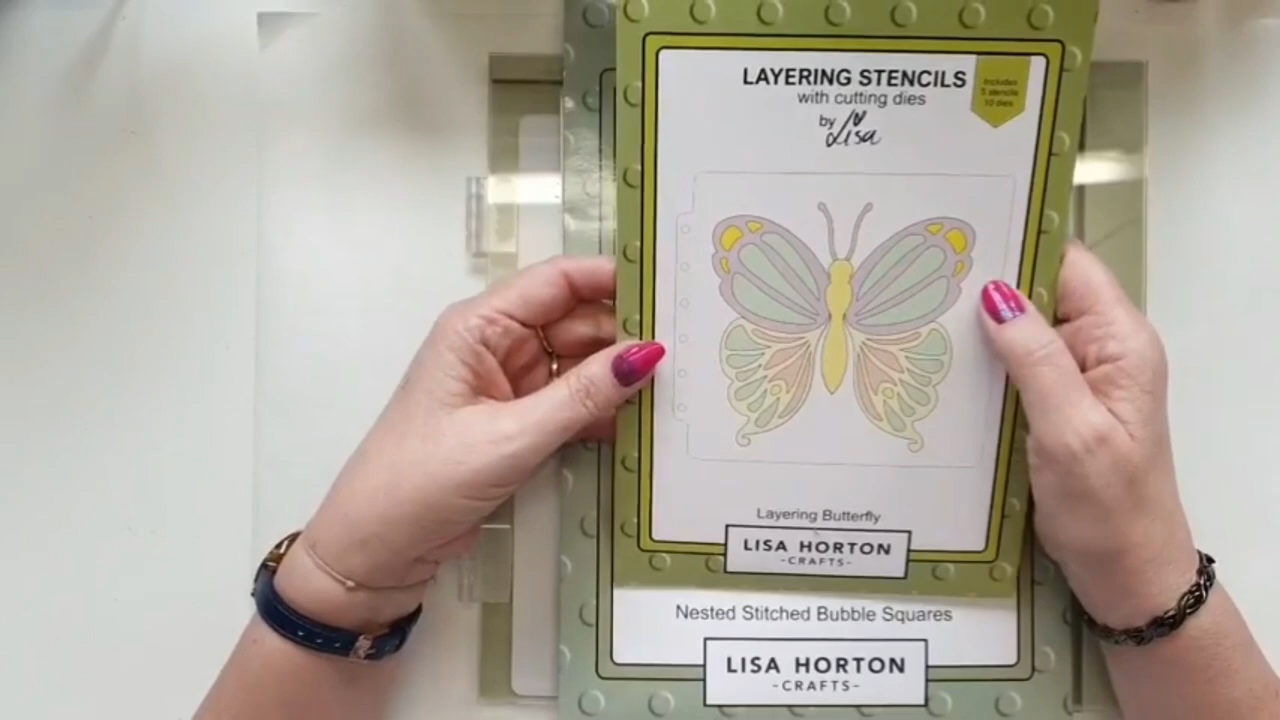 LAYERING STENCILS
with cutting dies
by Lisa
Includes
5 stencils
10 dies
Layering Butterfly
LISA HORTON
-CRAFTS-
Nested Stitched Bubble Squares
LISA HORTON
-CRAFTS-